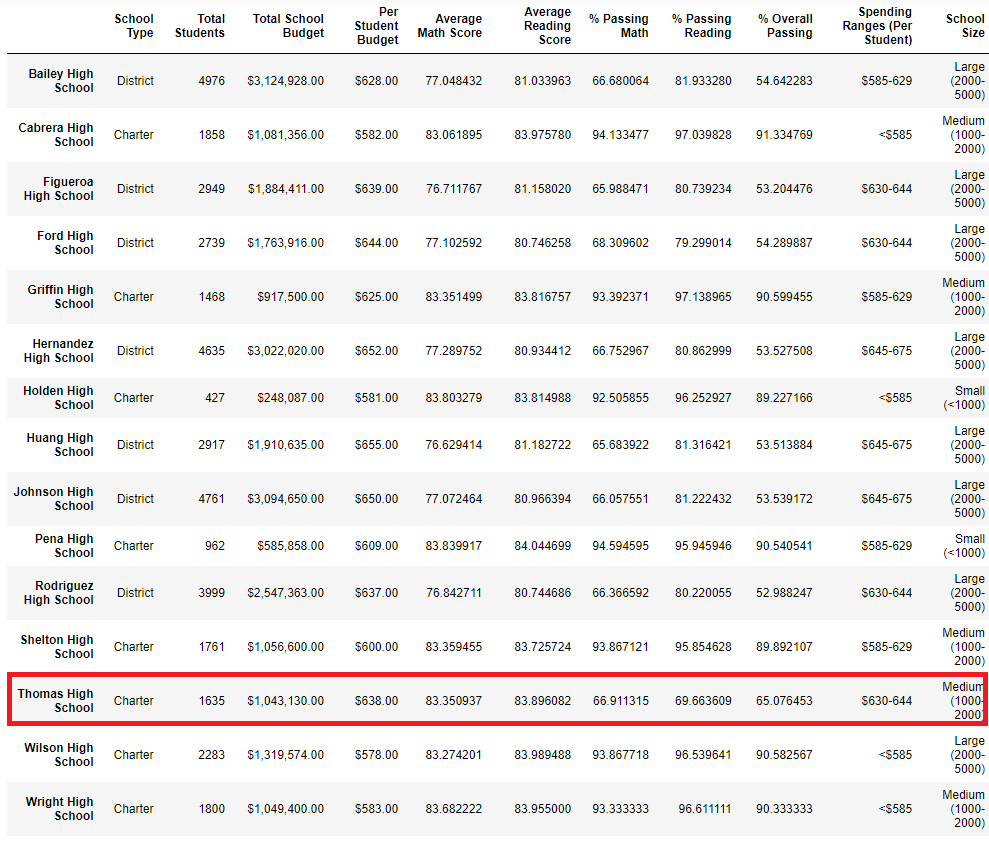 School Type Total Students Total School Budget Per Student Budget Average Math Score Average Reading Score % Passing Math % Passing Reading % Overall Passing Spending Ranges (Per Student) School Size
Bailey High School District 4976 $3,124,928.00 $628.00 77.048432 81.033963 66.680064 81.933280 54.642283 $585-629 Large (2000-5000)
Cabrera High School Charter 1858 $1,081,356.00 $582.00 83.061895 83.975780 94.133477 97.039828 91.334769 <$585 Medium (1000-2000)
Figueroa High School District 2949 $1,884,411.00 $639.00 76.711767 81.158020 65.988471 80.739234 53.204476 $630-644 Large (2000-5000)
Ford High School District 2739 $1,763,916.00 $644.00 77.102592 80.746258 68.309602 79.299014 54.289887 $630-644 Large (2000-5000)
Griffin High School Charter 1468 $917,500.00 $625.00 83.351499 83.816757 93.392371 97.138965 90.599455 $585-629 Medium (1000-2000)
Hernandez High School District 4635 $3,022,020.00 $652.00 77.289752 80.934412 66.752967 80.862999 53.527508 $645-675 Large (2000-5000)
Holden High School Charter 427 $248,087.00 $581.00 83.803279 83.814988 92.505855 96.252927 89.227166 <$585 Small (<1000)
Huang High School District 2917 $1,910,635.00 $655.00 76.629414 81.182722 65.683922 81.316421 53.513884 $645-675 Large (2000-5000)
Johnson High School District 4761 $3,094,650.00 $650.00 77.072464 80.966394 66.057551 81.222432 53.539172 $645-675 Large (2000-5000)
Pena High School Charter 962 $585,858.00 $609.00 83.839917 84.044699 94.594595 95.945946 90.540541 $585-629 Small (<1000)
Rodriguez High School District 3999 $2,547,363.00 $637.00 76.842711 80.744686 66.366592 80.220055 52.988247 $630-644 Large (2000-5000)
Shelton High School Charter 1761 $1,056,600.00 $600.00 83.359455 83.725724 93.867121 95.854628 89.892107 $585-629 Medium (1000-2000)
Thomas High School Charter 1635 $1,043,130.00 $638.00 83.350937 83.896082 66.911315 69.663609 65.076453 $630-644 Medium (1000-2000)
Wilson High School Charter 2283 $1,319,574.00 $578.00 83.274201 83.989488 93.867718 96.539641 90.582567 <$585 Large (2000-5000)
Wright High School Charter 1800 $1,049,400.00 $583.00 83.682222 83.955000 93.333333 96.611111 90.333333 <$585 Medium (1000-2000)